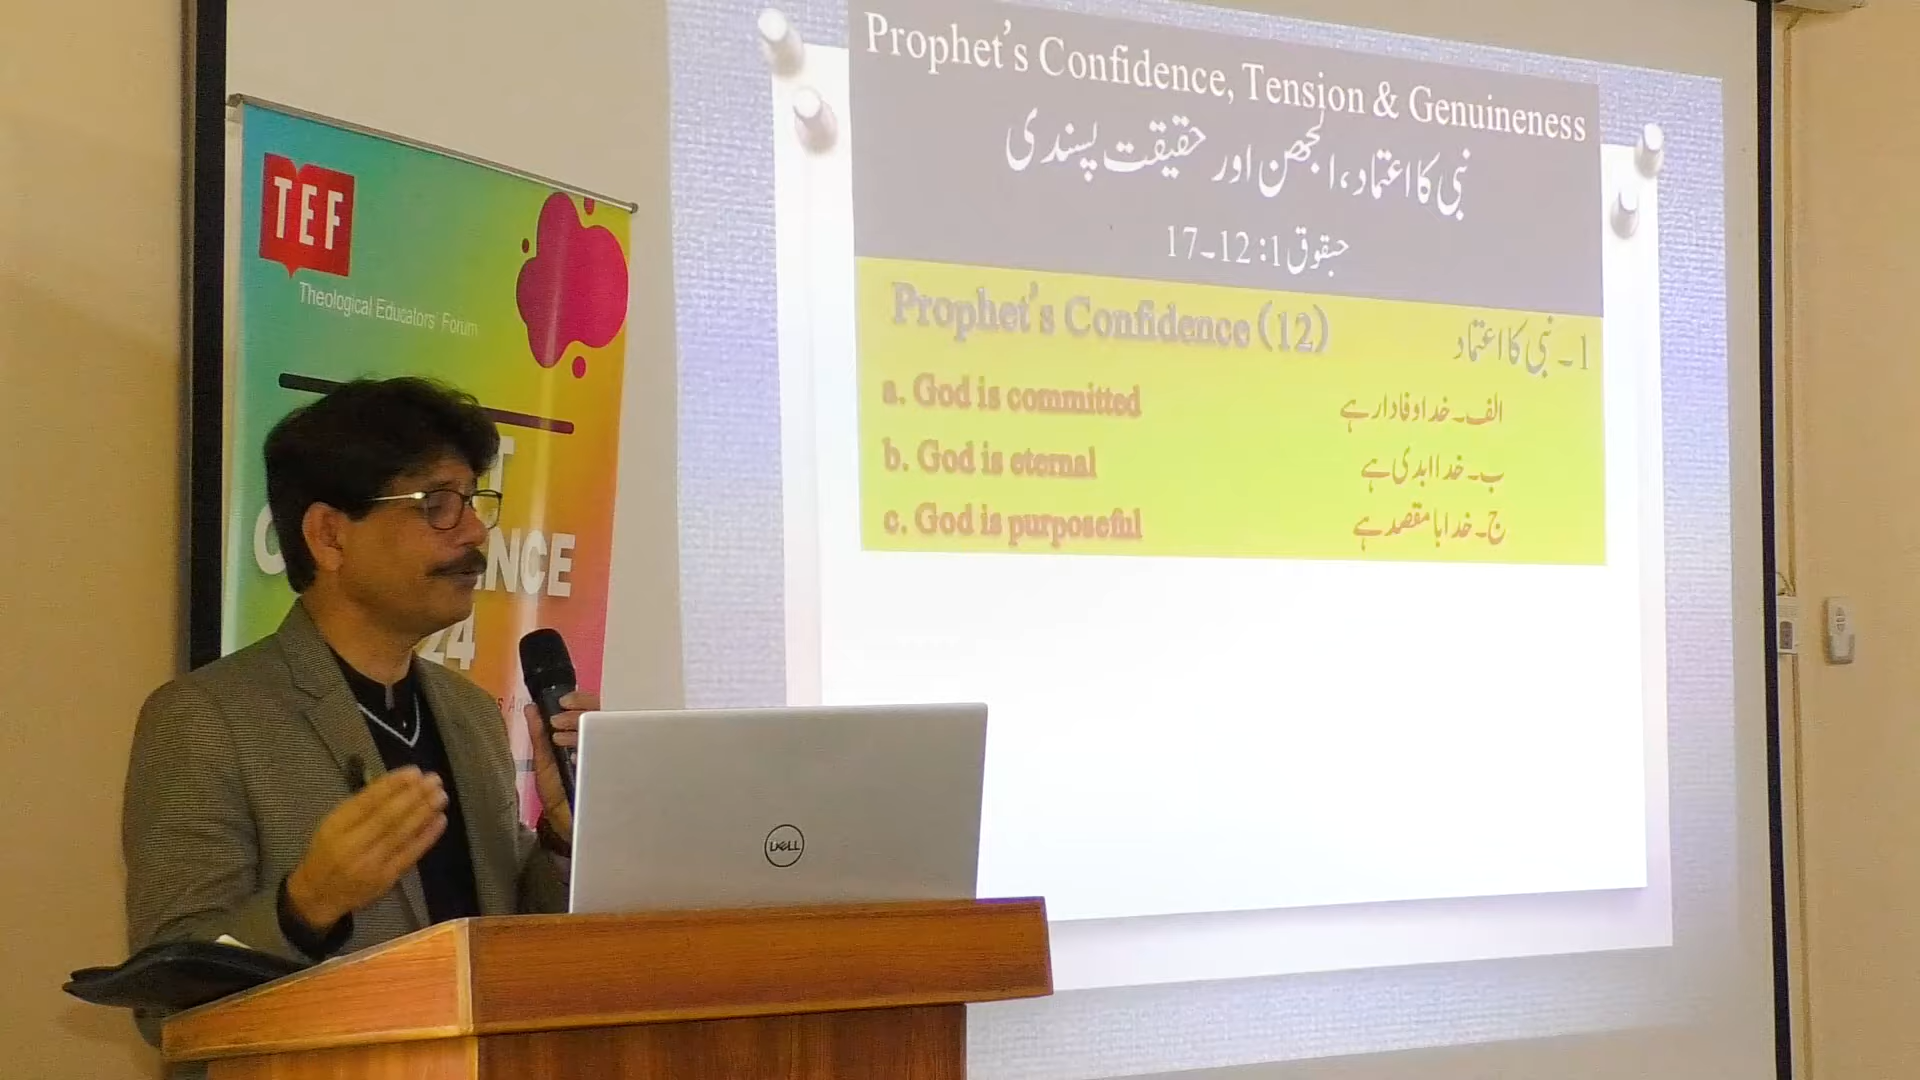 TEF
Theological Educators' Forum
NCE
24
Prophet's Confidence, Tension & Genuineness
نبی کا اعتماد، الجھن اور حقیقت پسندی
حبقوق 1: 12۔17
Prophet's Confidence (12)
1۔ نبی کا اعتماد
a. God is committed
الف۔ خدا وفادار ہے
b. God is eternal
ب۔ خدا ابدی ہے
c. God is purposeful
ج۔ خدا بامقصد ہے
DELL